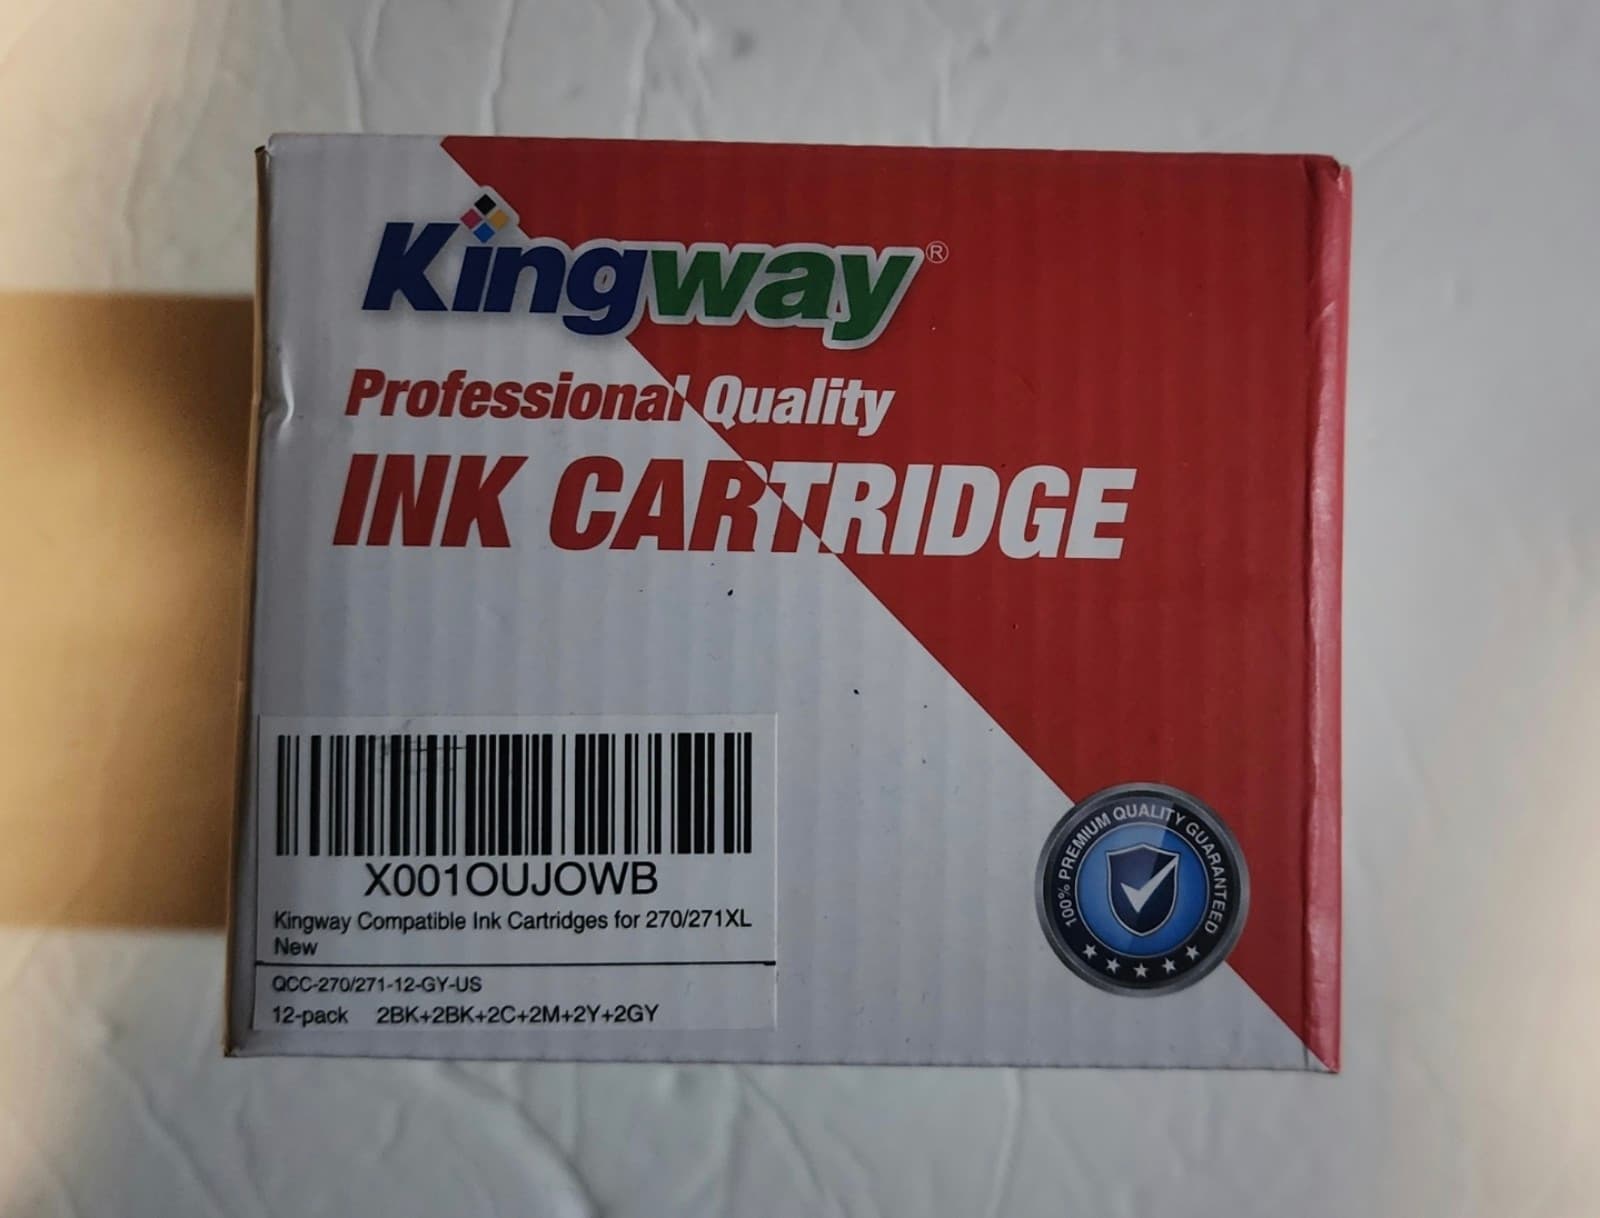 Kingway®
Professional Quality
INK CARTRIDGE
X001OUJOWB
Kingway Compatible Ink Cartridges for 270/271XL
New
QCC-270/271-12-GY-US
12-pack 2BK+2BK+2C+2M+2Y+2GY
100% PREMIUM QUALITY GUARANTEED